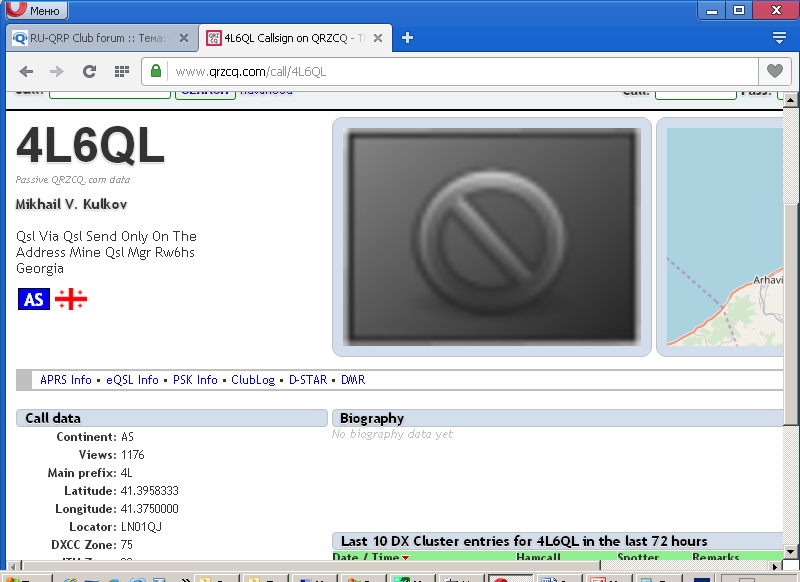 Меню
RU-QRP Club forum :: Тема:
4L6QL Callsign on QRZCQ - Th
www.qrzcq.com/call/4L6QL
SEARCH Advanced
Call: Pass:
4L6QL
Passive QRZCQ.com data
Mikhail V. Kulkov
Qsl Via Qsl Send Only On The
Address Mine Qsl Mgr Rw6hs
Georgia
AS
Arhavi
APRS Info • eQSL Info • PSK Info • ClubLog • D-STAR • DMR
Call data
Continent: AS
Views: 1176
Main prefix: 4L
Latitude: 41.3958333
Longitude: 41.3750000
Locator: LN01QJ
DXCC Zone: 75
Biography
No biography data yet
Last 10 DX Cluster entries for 4L6QL in the last 72 hours
Date / Time Hamcall Spotter Remarks